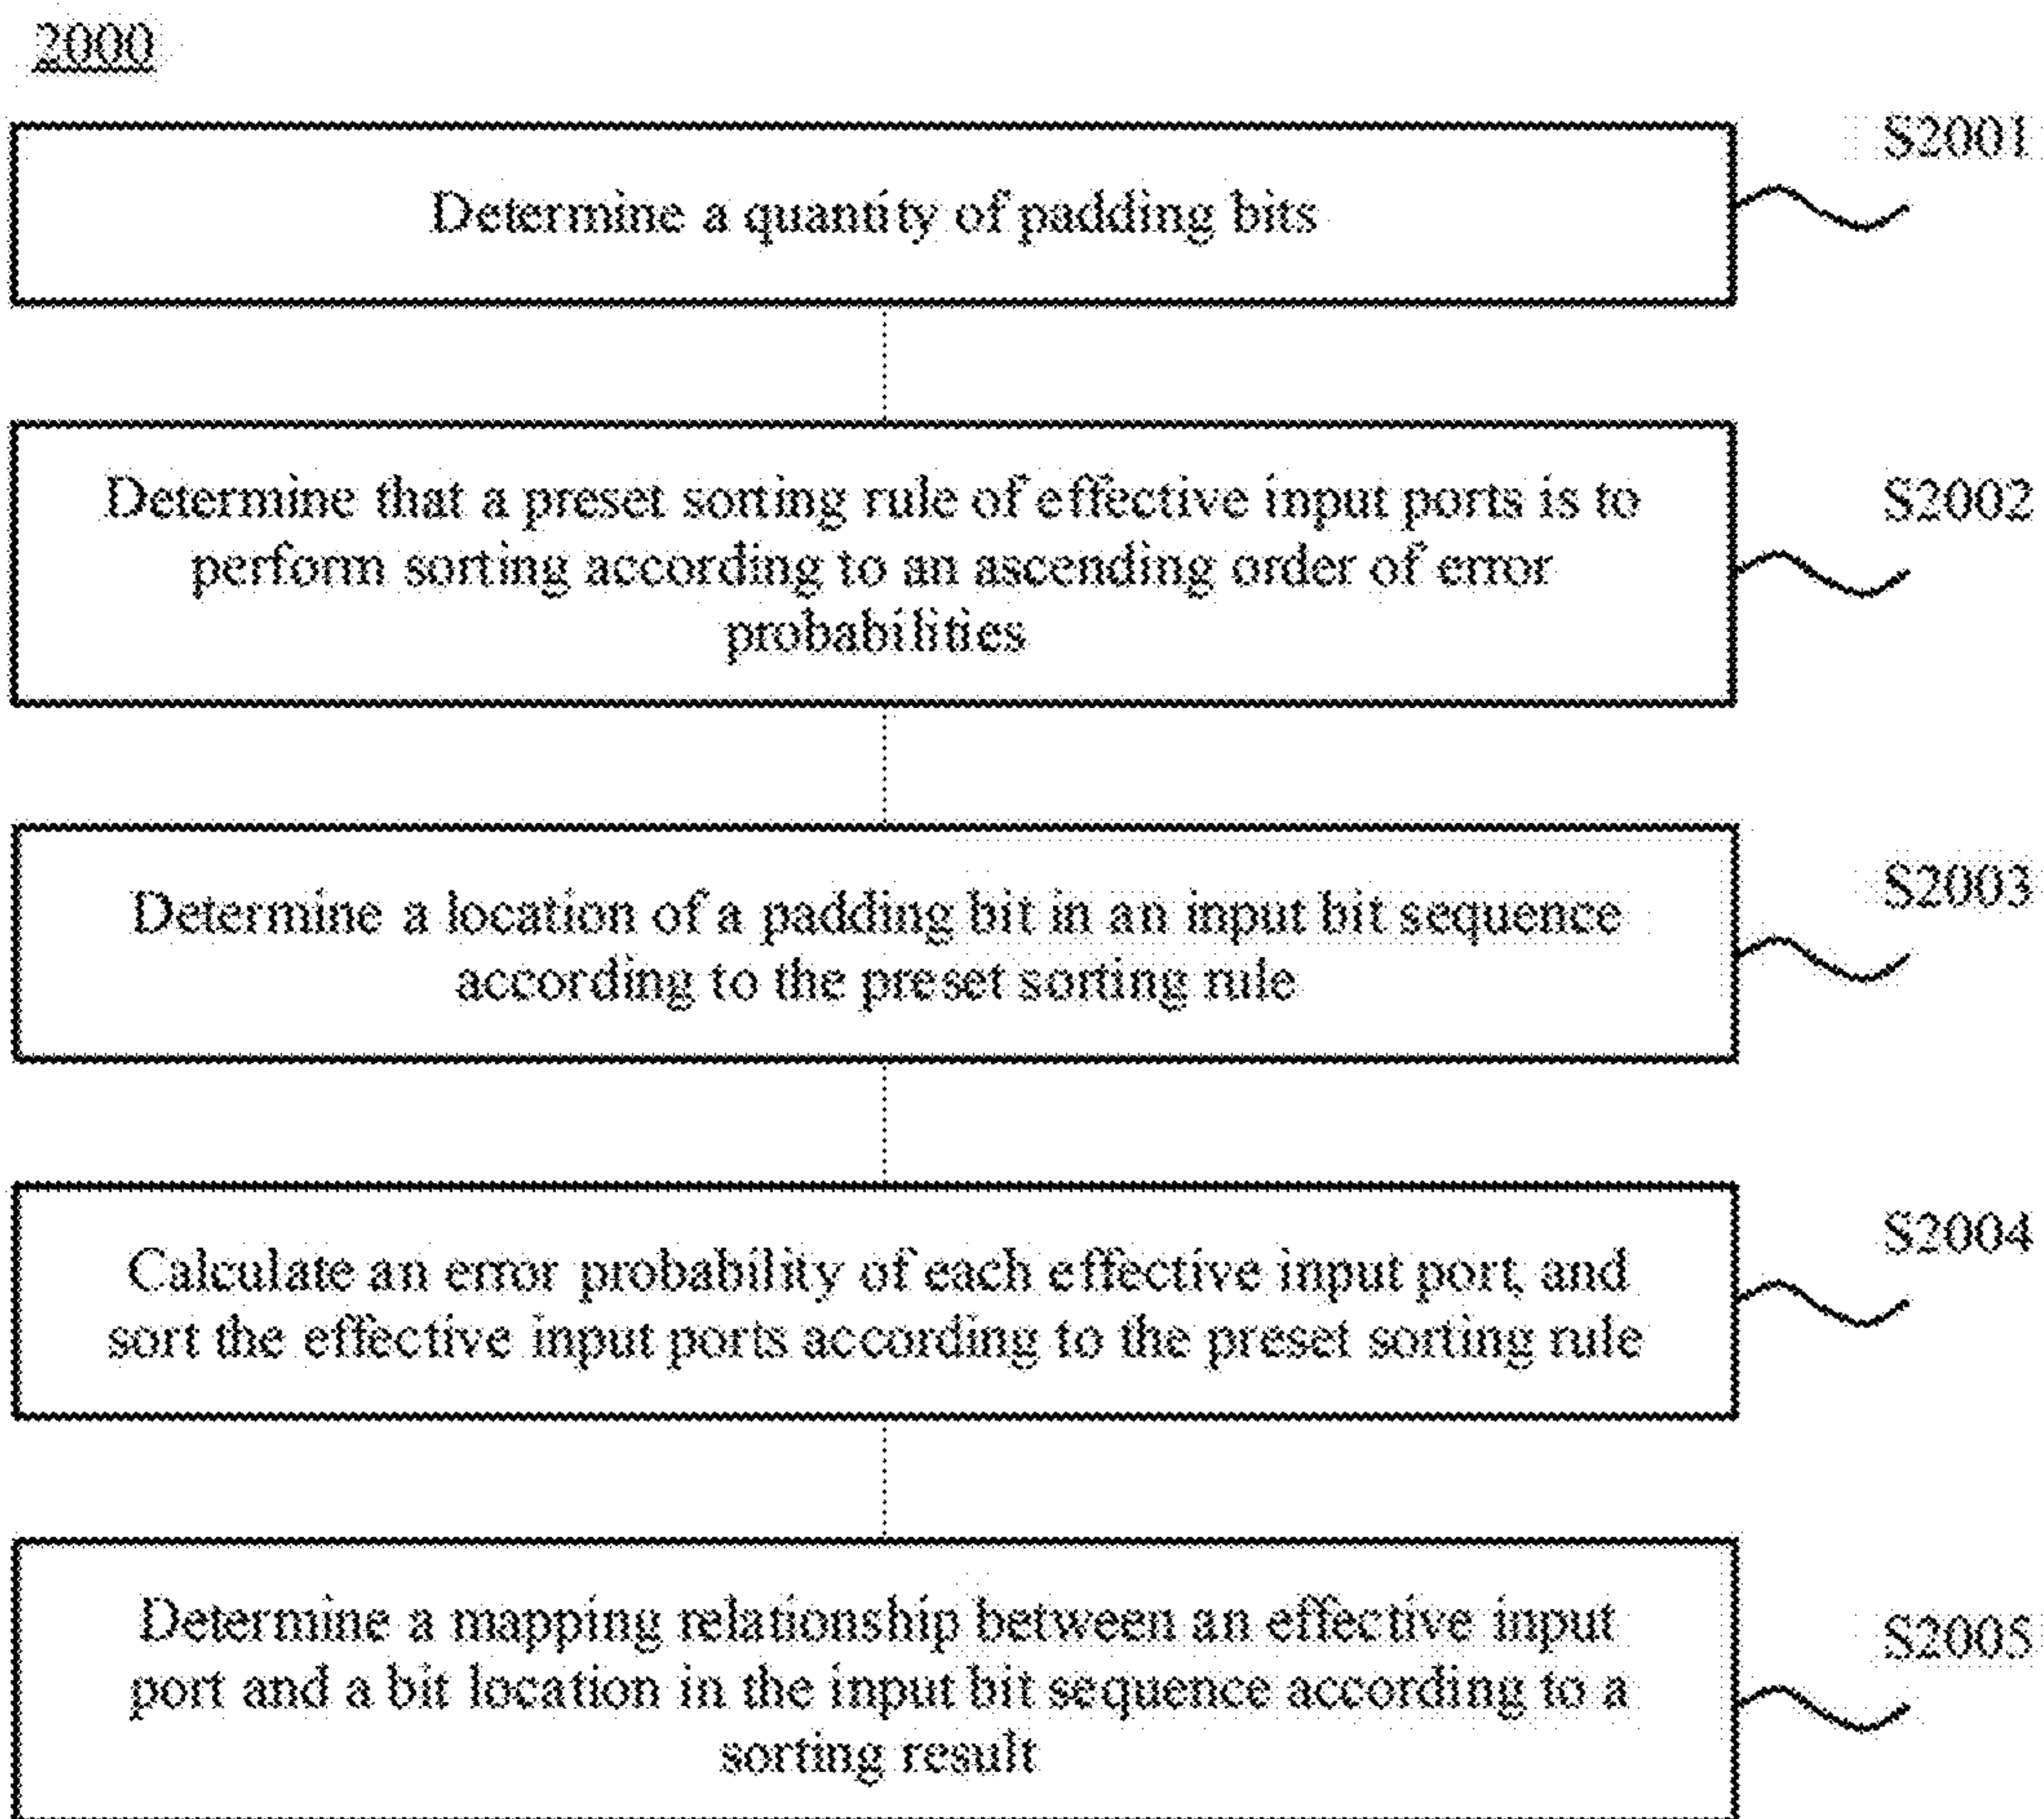 2000
S2001
Determine a quantity of padding bits
S2002
Determine that a preset sorting rule of effective input ports is to
perform sorting according to an ascending order of error
probabilities
S2003
Determine a location of a padding bit in an input bit sequence
according to the preset sorting rule
S2004
Calculate an error probability of each effective input port, and
sort the effective input ports according to the preset sorting rule
S2005
Determine a mapping relationship between an effective input
port and a bit location in the input bit sequence according to a
sorting result